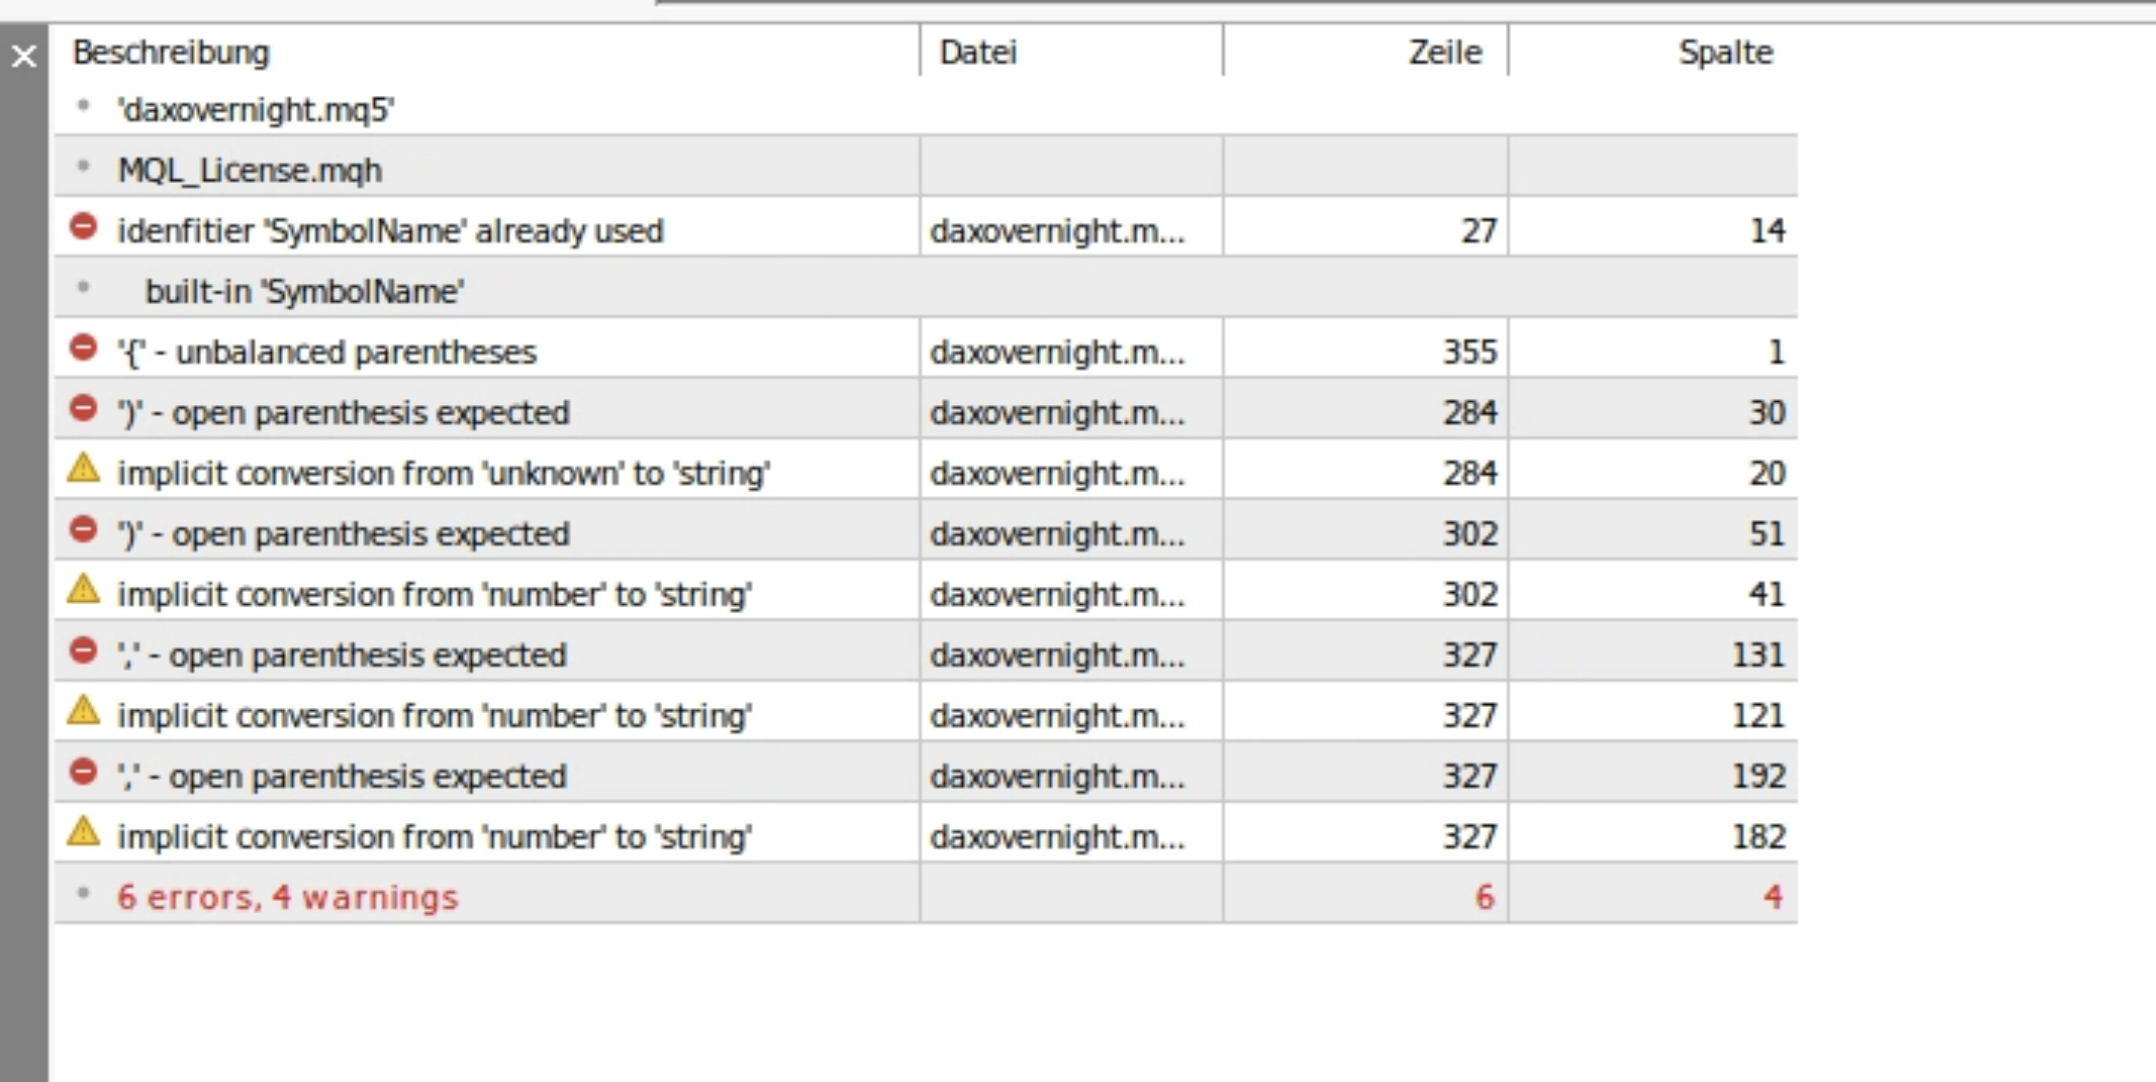 Beschreibung Datei Zeile Spalte
'daxovernight.mq5'
MQL_License.mqh
idenfitier 'SymbolName' already used daxovernight.m... 27 14
built-in 'SymbolName'
'{' - unbalanced parentheses daxovernight.m... 355 1
')' - open parenthesis expected daxovernight.m... 284 30
implicit conversion from 'unknown' to 'string' daxovernight.m... 284 20
')' - open parenthesis expected daxovernight.m... 302 51
implicit conversion from 'number' to 'string' daxovernight.m... 302 41
',' - open parenthesis expected daxovernight.m... 327 131
implicit conversion from 'number' to 'string' daxovernight.m... 327 121
',' - open parenthesis expected daxovernight.m... 327 192
implicit conversion from 'number' to 'string' daxovernight.m... 327 182
6 errors, 4 warnings 6 4